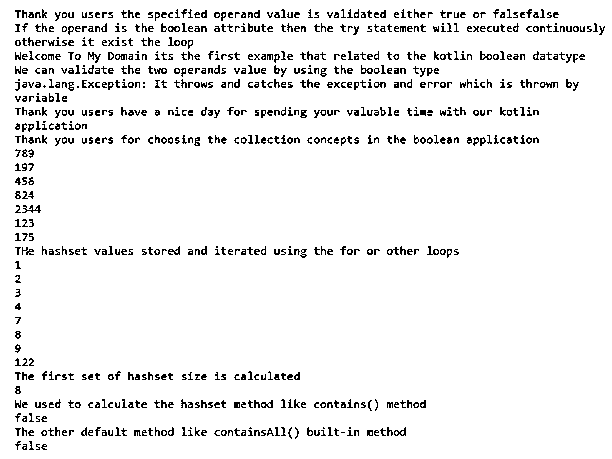 Thank you users the specified operand value is validated either true or falsefalse
If the operand is the boolean attribute then the try statement will executed continuously
otherwise it exist the loop
Welcome To My Domain its the first example that related to the kotlin boolean datatype
We can validate the two operands value by using the boolean type
java.lang.Exception: It throws and catches the exception and error which is thrown by
variable
Thank you users have a nice day for spending your valuable time with our kotlin
application
Thank you users for choosing the collection concepts in the boolean application
789
197
456
824
2344
123
175
THe hashset values stored and iterated using the for or other loops
1
2
3
4
7
8
9
122
The first set of hashset size is calculated
8
We used to calculate the hashset method like contains() method
false
The other default method like containsAll() built-in method
false